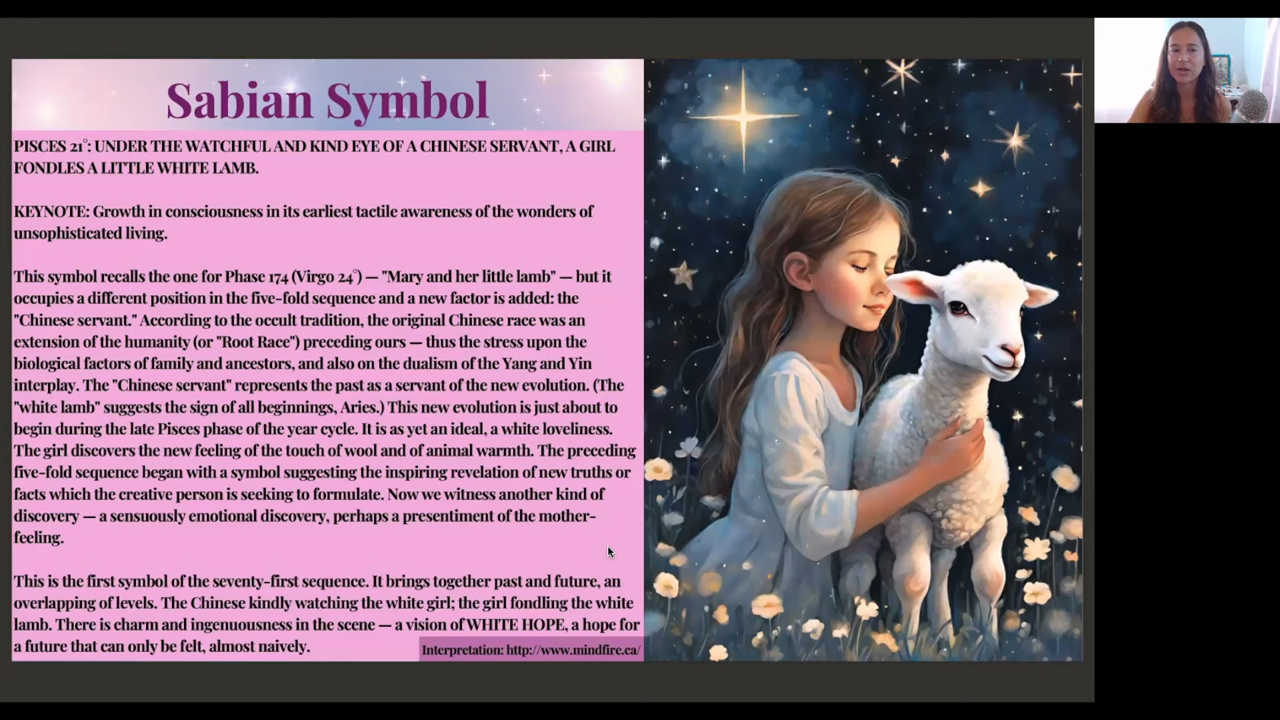 Sabian Symbol
PISCES 21°: UNDER THE WATCHFUL AND KIND EYE OF A CHINESE SERVANT, A GIRL
FONDLES A LITTLE WHITE LAMB.
KEYNOTE: Growth in consciousness in its earliest tactile awareness of the wonders of
unsophisticated living.
This symbol recalls the one for Phase 174 (Virgo 24°) — "Mary and her little lamb" — but it
occupies a different position in the five-fold sequence and a new factor is added: the
"Chinese servant." According to the occult tradition, the original Chinese race was an
extension of the humanity (or "Root Race") preceding ours — thus the stress upon the
biological factors of family and ancestors, and also on the dualism of the Yang and Yin
interplay. The "Chinese servant" represents the past as a servant of the new evolution. (The
"white lamb" suggests the sign of all beginnings, Aries.) This new evolution is just about to
begin during the late Pisces phase of the year cycle. It is as yet an ideal, a white loveliness.
The girl discovers the new feeling of the touch of wool and of animal warmth. The preceding
five-fold sequence began with a symbol suggesting the inspiring revelation of new truths or
facts which the creative person is seeking to formulate. Now we witness another kind of
discovery — a sensuously emotional discovery, perhaps a presentiment of the mother-
feeling.
This is the first symbol of the seventy-first sequence. It brings together past and future, an
overlapping of levels. The Chinese kindly watching the white girl; the girl fondling the white
lamb. There is charm and ingenuousness in the scene — a vision of WHITE HOPE, a hope for
a future that can only be felt, almost naively.
Interpretation: http://www.mindfire.ca/